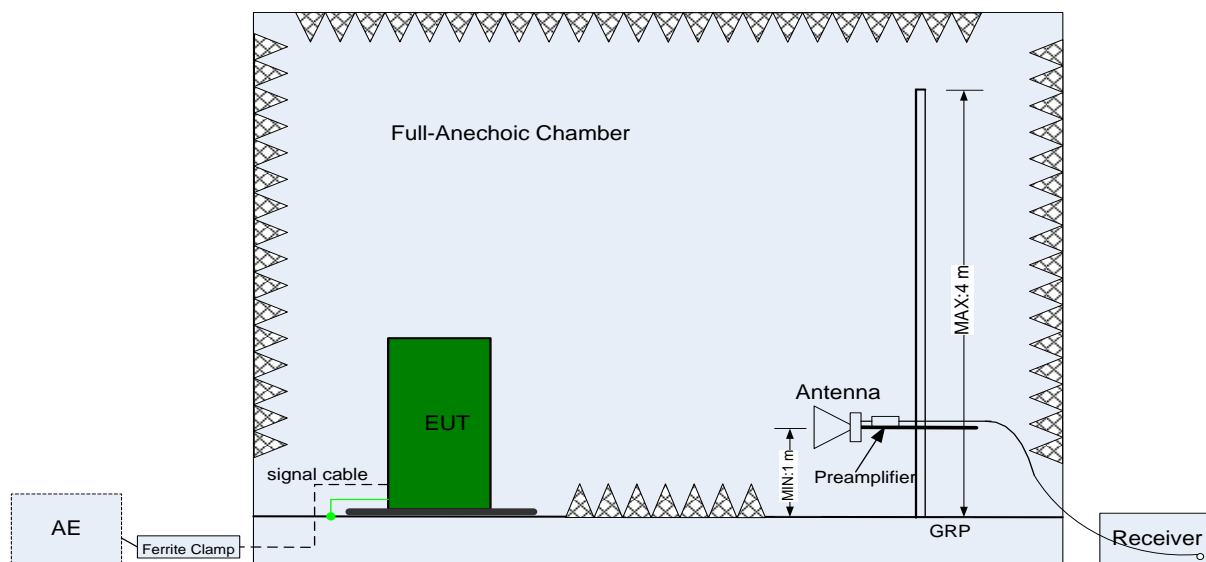 Full-Anechoic Chamber
MAX:4 m
Antenna
EUT
MIN:1 m
signal cable
Preamplifier
AE
Ferrite Clamp
GRP
Receiver